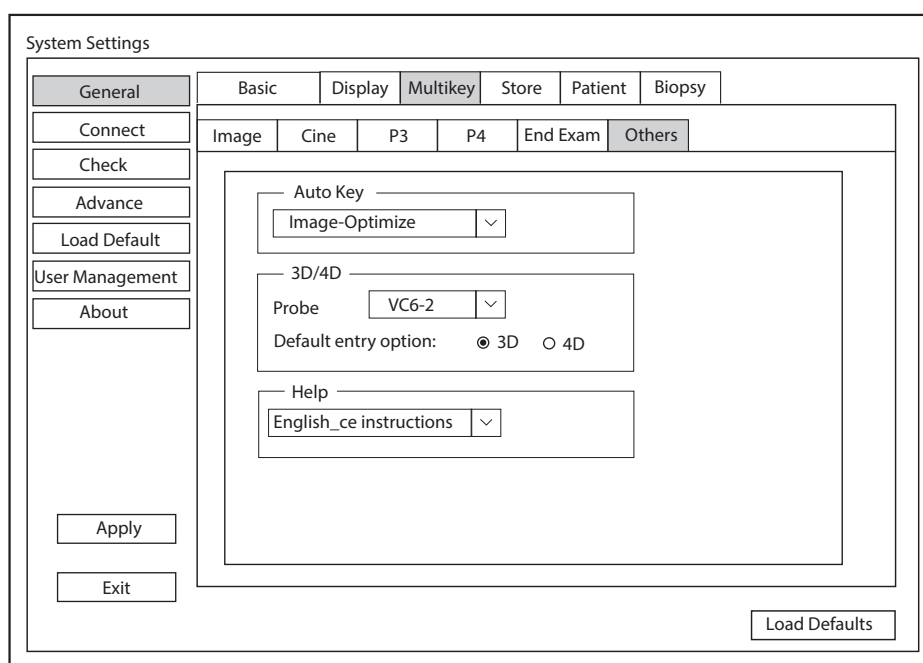 System Settings
General
Connect
Check
Advance
Load Default
User Management
About
Apply
Exit
Basic Display Multikey Store Patient Biopsy
Image Cine P3 P4 End Exam Others
Auto Key
Image-Optimize
3D/4D
Probe VC6-2
Default entry option: 3D 4D
Help
English_ce instructions
Load Defaults